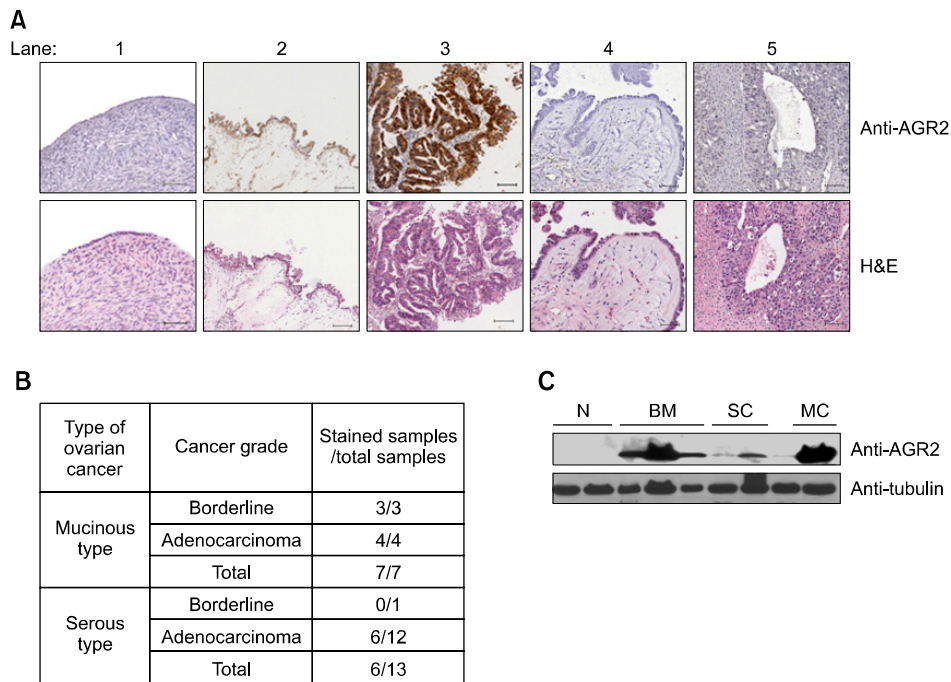 A
Lane: 1 2 3 4 5
Anti-AGR2
H&E
B
Type of
ovarian
cancer
Cancer grade
Stained samples
/total samples
Mucinous
type
Borderline 3/3
Adenocarcinoma 4/4
Total 7/7
Serous
type
Borderline 0/1
Adenocarcinoma 6/12
Total 6/13
C
N BM SC MC
Anti-AGR2
Anti-tubulin